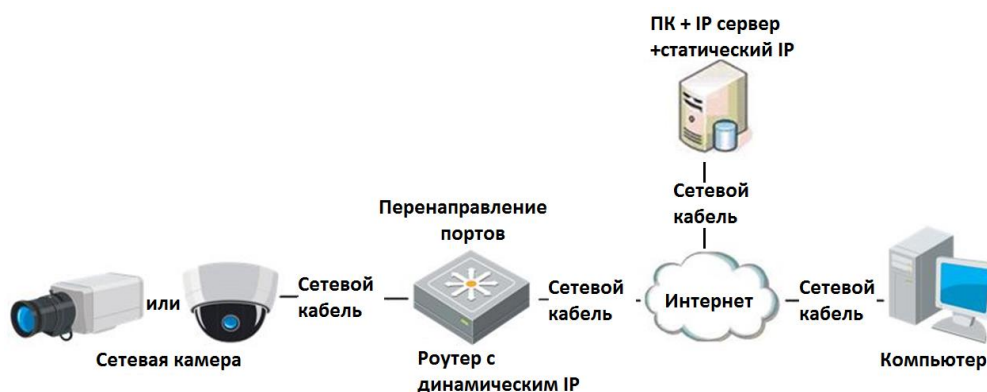 ПК + IP сервер
+статический IP
Сетевой
кабель
Перенаправление
портов
или
Сетевой
кабель
Сетевой
кабель
Интернет
Сетевой
кабель
Сетевая камера
Роутер с
динамическим IP
Компьютер